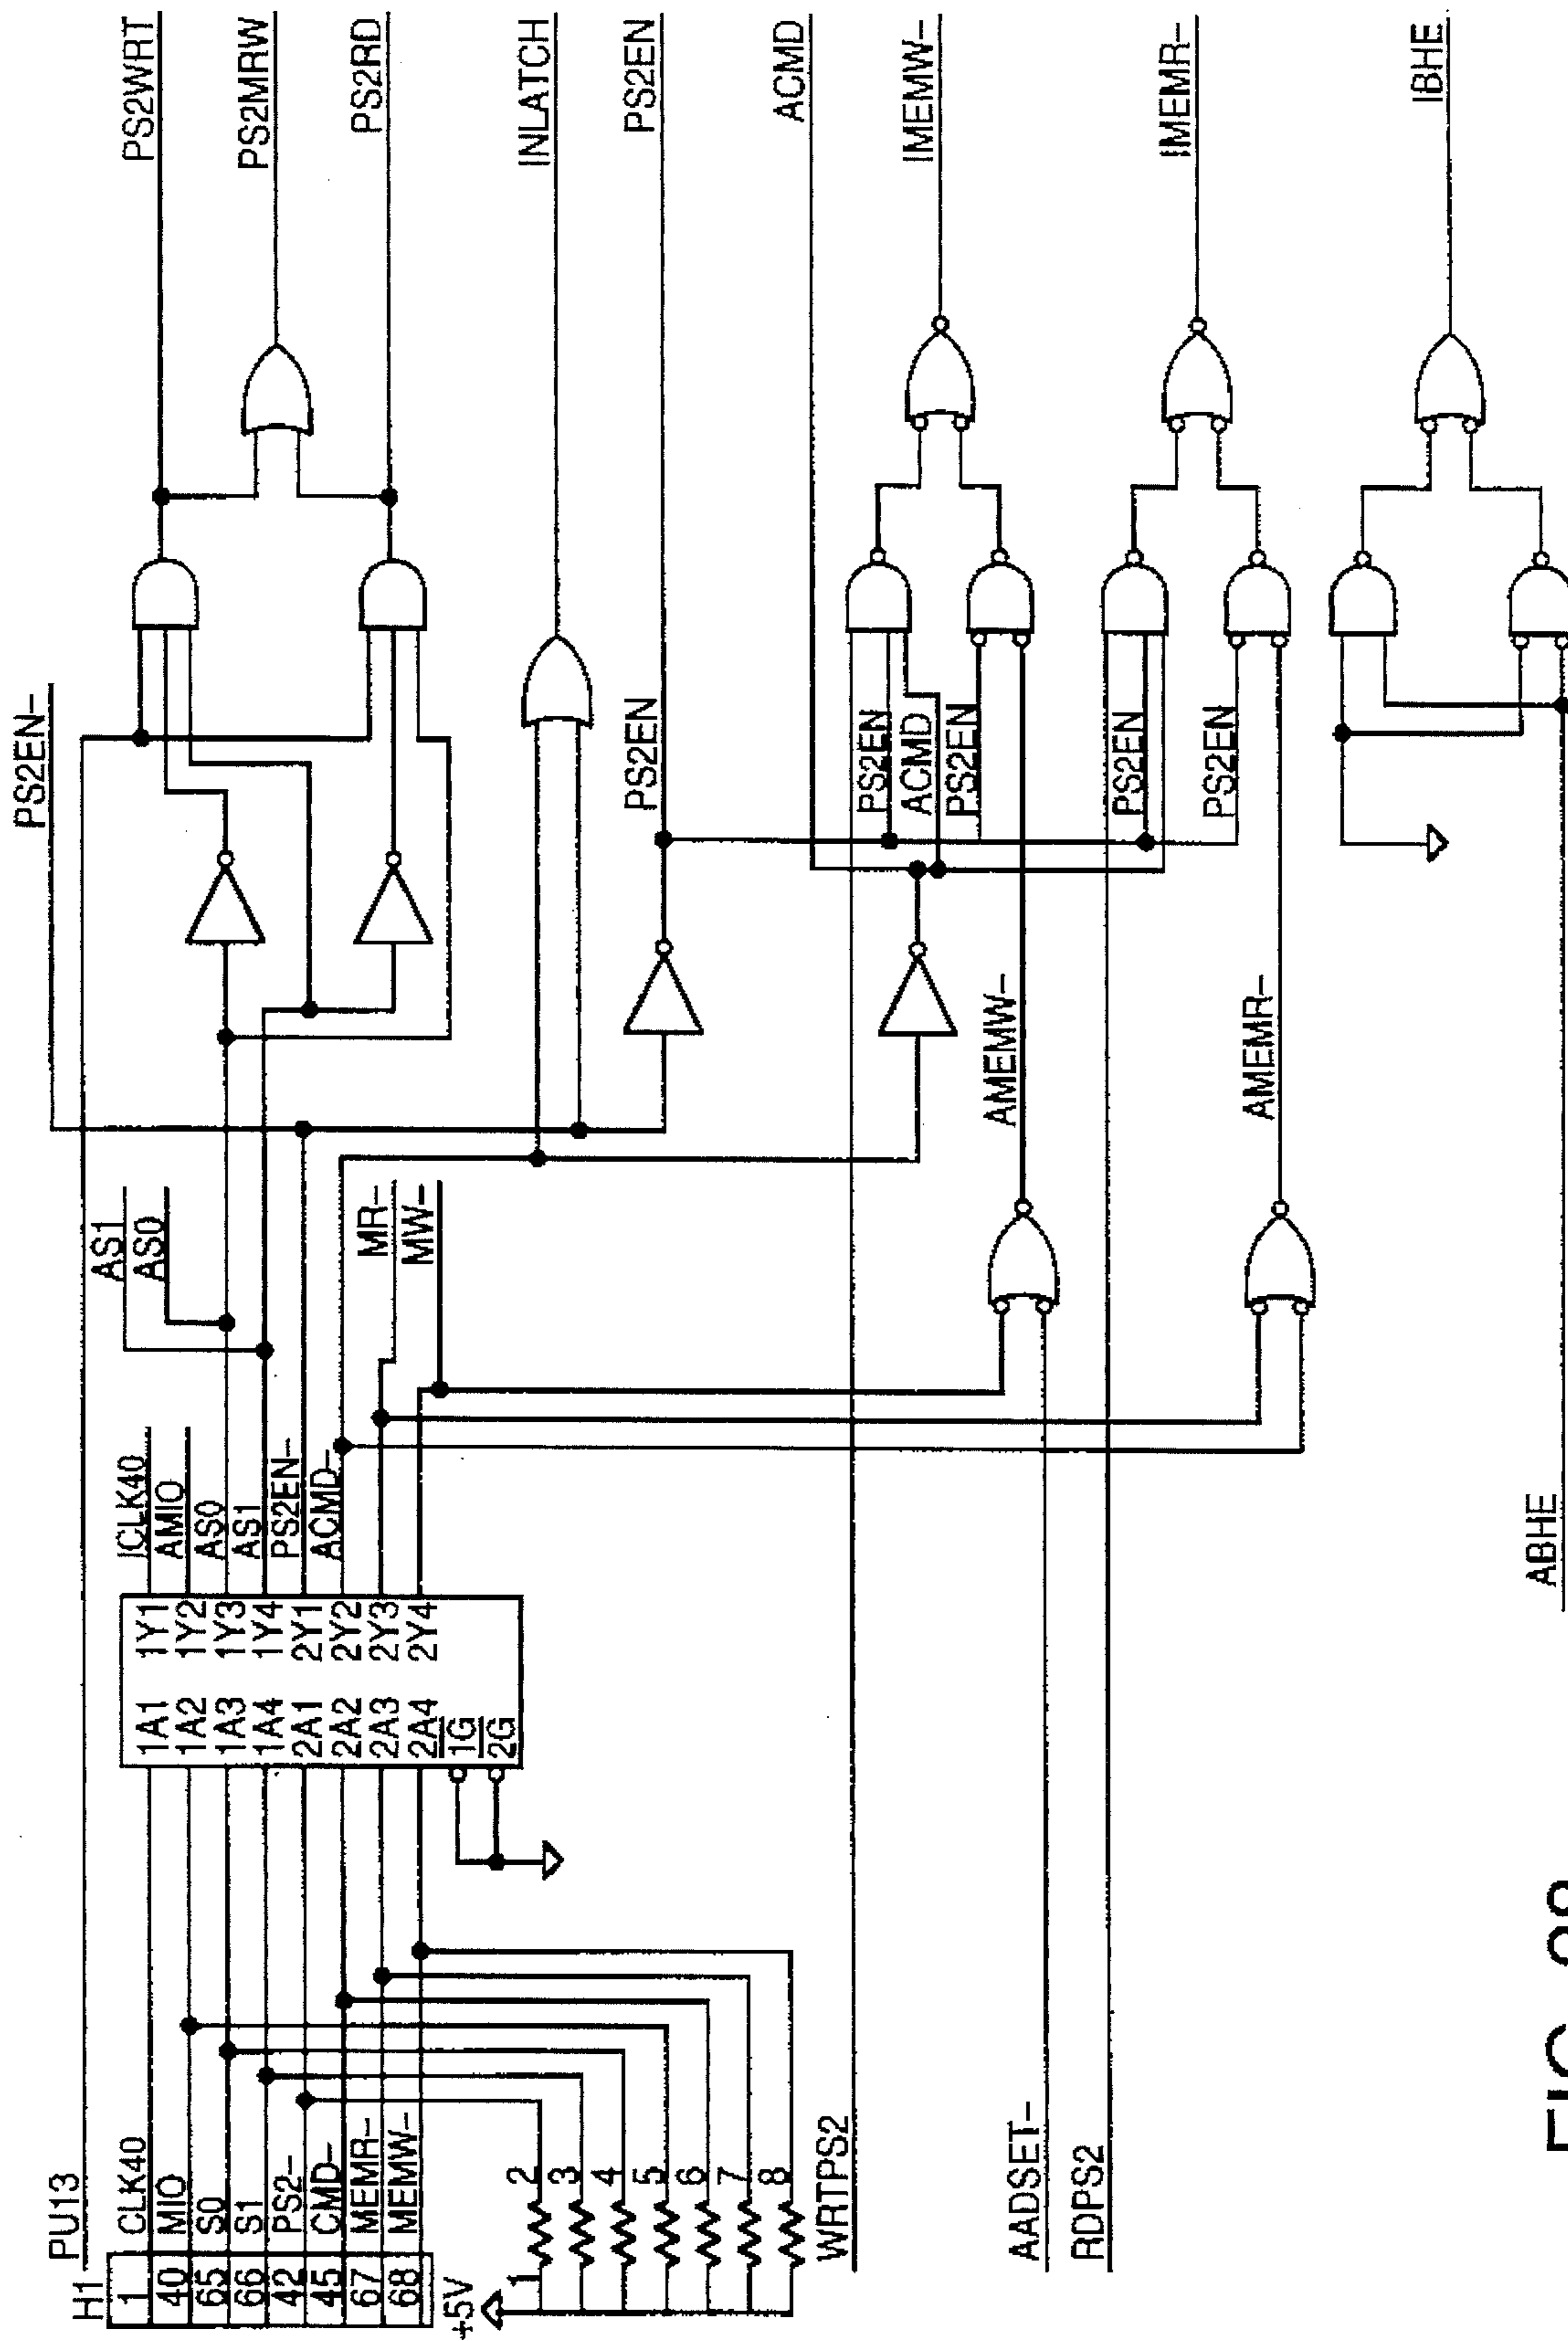 PU13
H1
1 CLK40
40 MIO
65 S0
66 S1
42 PS2-
45 CMD-
67 MEMR-
68 MEMW-
+5V
1
2
3
4
5
6
7
8
1A1 1Y1
1A2 1Y2
1A3 1Y3
1A4 1Y4
2A1 2Y1
2A2 2Y2
2A3 2Y3
2A4 2Y4
1G
2G
ICLK40
AMIO
AS0
AS1
PS2EN-
ACMD-
AS1
AS0
MR-
MW-
PS2EN-
PS2WRT
PS2MRW
PS2RD
INLATCH
PS2EN
PS2EN
ACMD
WRTPS2
PS2EN
ACMD
PS2EN
IMEMW-
AADSET-
AMEMW-
RDPS2
PS2EN
PS2EN
IMEMR-
AMEMR-
IBHE
ABHE